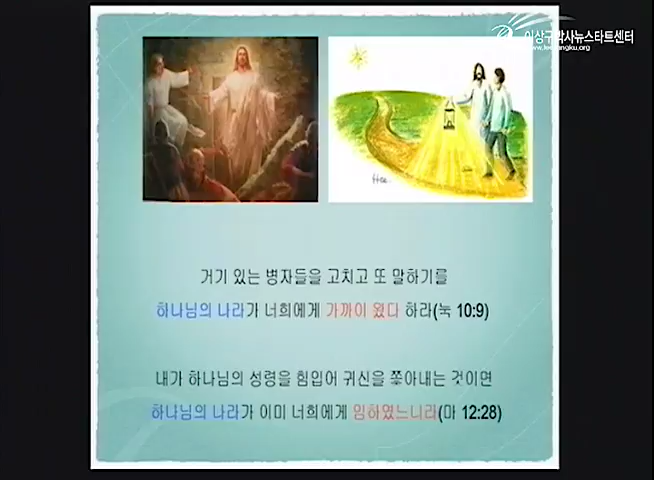 이상구박사뉴스타트센터
www.leesangku.org
Hee
거기 있는 병자들을 고치고 또 말하기를
하나님의 나라가 너희에게 가까이 왔다 하라(눅 10:9)
내가 하나님의 성령을 힘입어 귀신을 쫓아내는 것이면
하나님의 나라가 이미 너희에게 임하였느니라(마 12:28)